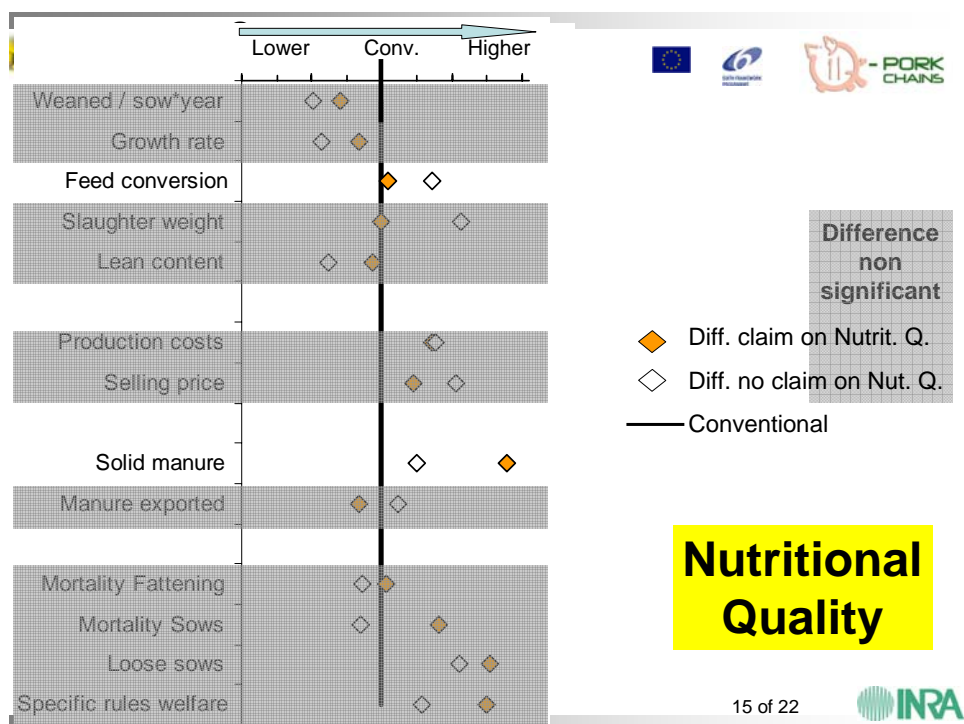 Lower Conv. Higher
Weaned / sow*year
Growth rate
Feed conversion
Slaughter weight
Lean content
Production costs
Selling price
Solid manure
Manure exported
Mortality Fattening
Mortality Sows
Loose sows
Specific rules welfare
- PORK
CHAINS
Difference
non
significant
Diff. claim on Nutrit. Q.
Diff. no claim on Nut. Q.
Conventional
Nutritional
Quality
15 of 22
INRA